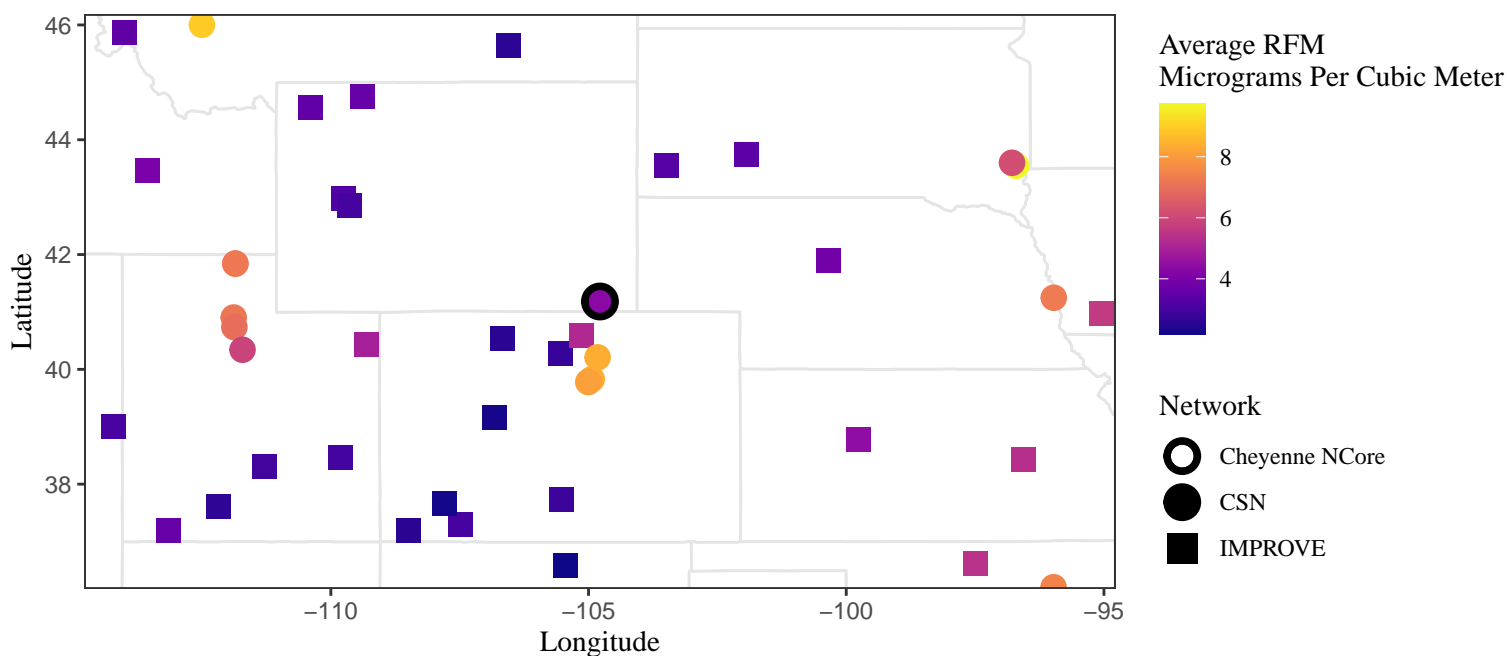 46
44
42
40
38
−110
−105
−100
−95
Latitude
Longitude
Average RFM
Micrograms Per Cubic Meter
8
6
4
Network
Cheyenne NCore
CSN
IMPROVE